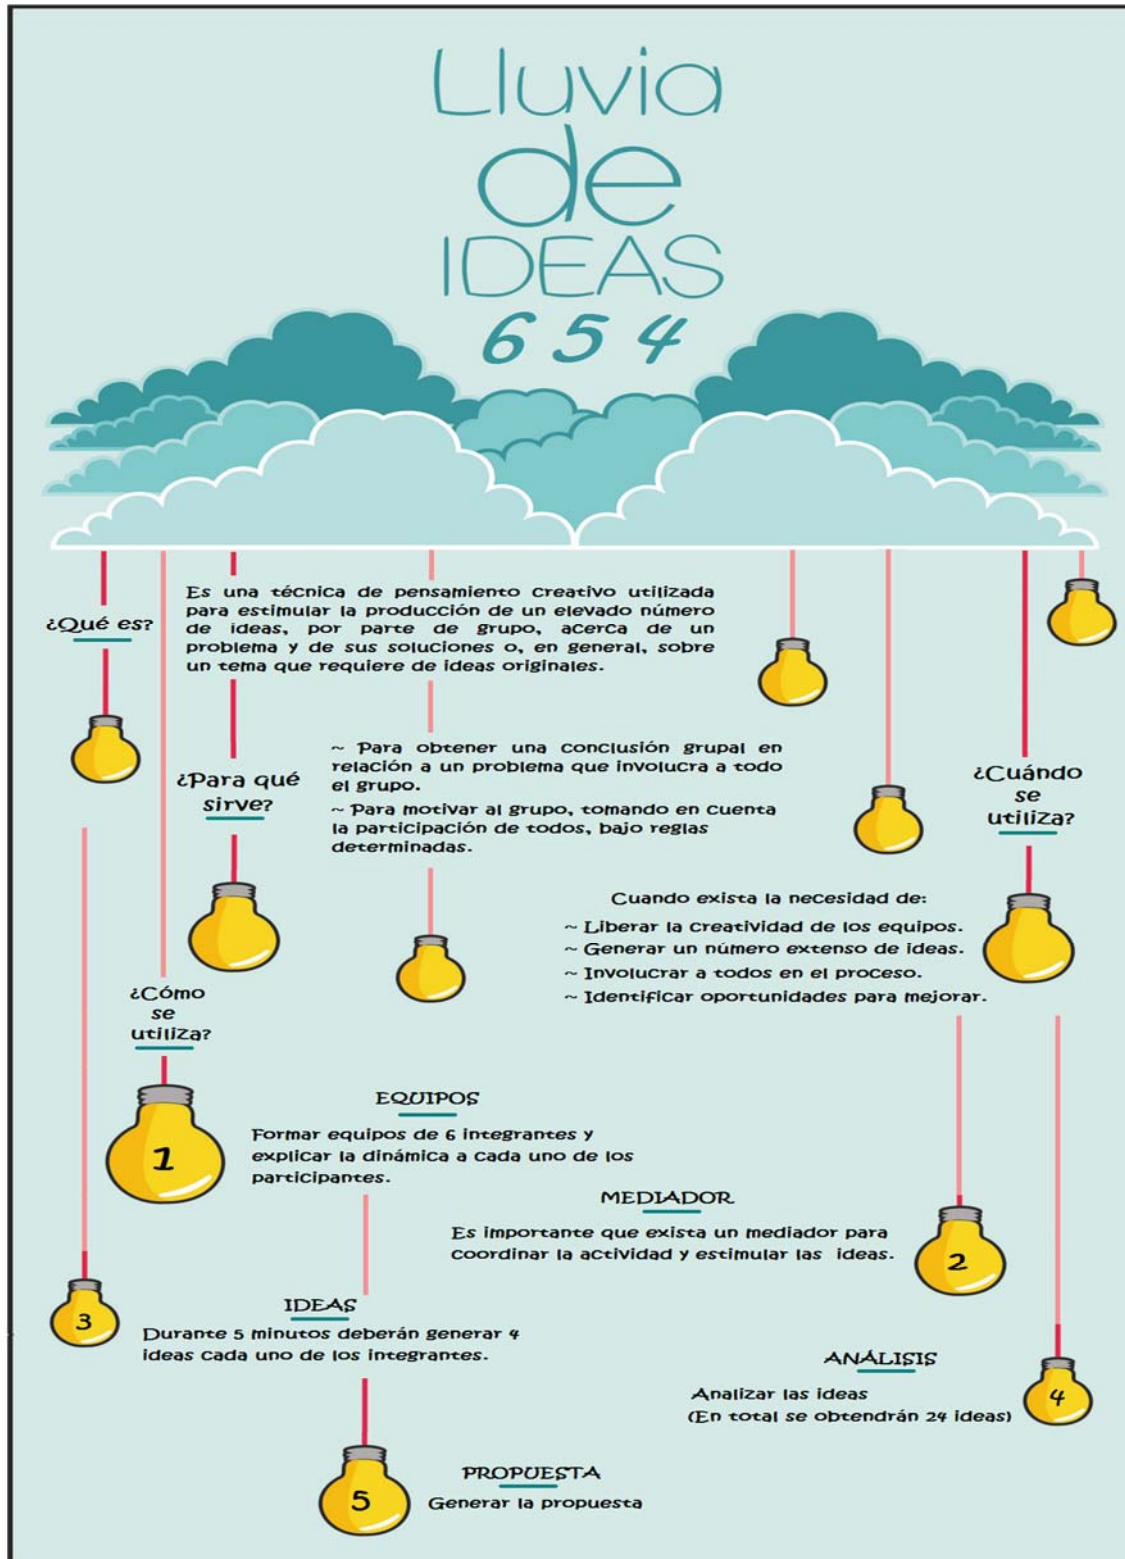 Lluvia
de
IDEAS
6 5 4
¿Qué es?
Es una técnica de pensamiento creativo utilizada
para estimular la producción de un elevado número
de ideas, por parte de grupo, acerca de un
problema y de sus soluciones o, en general, sobre
un tema que requiere de ideas originales.
¿Para qué
sirve?
~ Para obtener una conclusión grupal en
relación a un problema que involucra a todo
el grupo.
~ Para motivar al grupo, tomando en cuenta
la participación de todos, bajo reglas
determinadas.
¿Cuándo
se
utiliza?
Cuando exista la necesidad de:
~ Liberar la creatividad de los equipos.
~ Generar un número extenso de ideas.
~ Involucrar a todos en el proceso.
~ Identificar oportunidades para mejorar.
¿Cómo
se
utiliza?
1
EQUIPOS
Formar equipos de 6 integrantes y
explicar la dinámica a cada uno de los
participantes.
2
MEDIADOR
Es importante que exista un mediador para
coordinar la actividad y estimular las ideas.
3
IDEAS
Durante 5 minutos deberán generar 4
ideas cada uno de los integrantes.
4
ANÁLISIS
Analizar las ideas
(En total se obtendrán 24 ideas)
5
PROPUESTA
Generar la propuesta